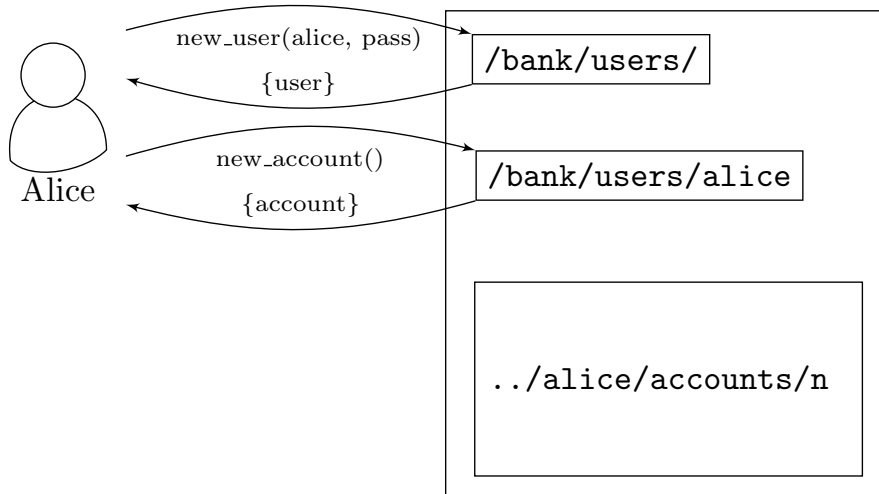 new_user(alice, pass)
/bank/users/
{user}
new_account()
/bank/users/alice
Alice
{account}
../alice/accounts/n